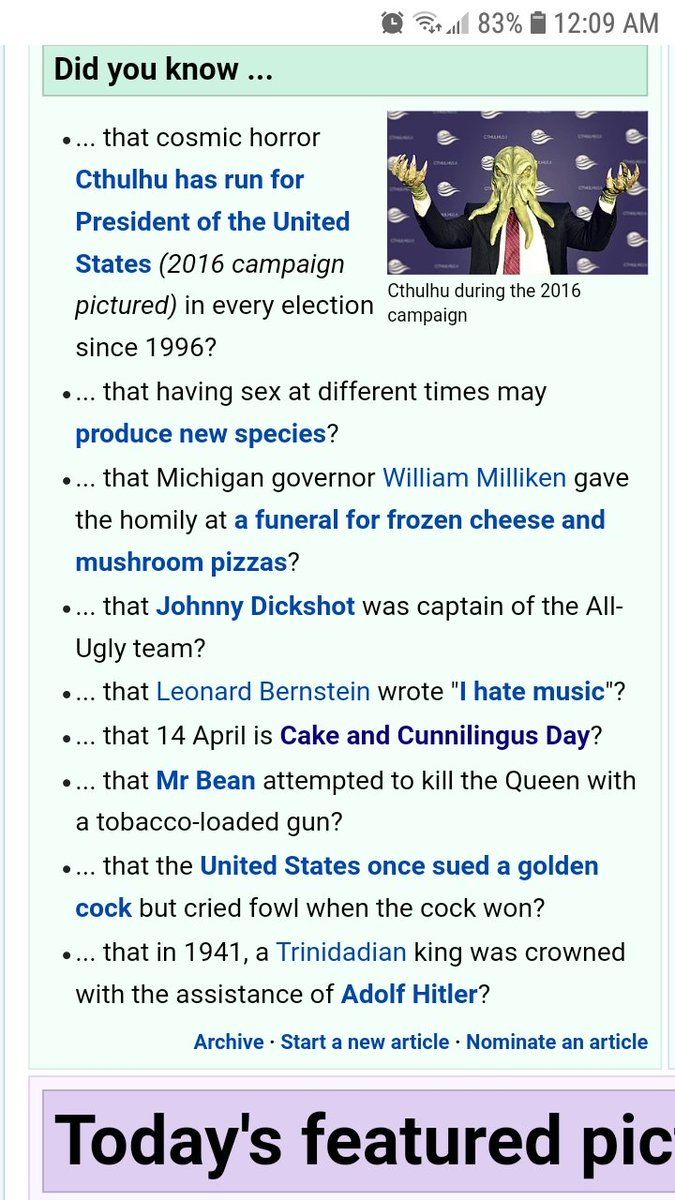 83% 12:09 AM
Did you know ...
... that cosmic horror
Cthulhu has run for
President of the United
States (2016 campaign
pictured) in every election
since 1996?
Cthulhu during the 2016
campaign
... that having sex at different times may
produce new species?
... that Michigan governor William Milliken gave
the homily at a funeral for frozen cheese and
mushroom pizzas?
... that Johnny Dickshot was captain of the All-
Ugly team?
... that Leonard Bernstein wrote "I hate music"?
... that 14 April is Cake and Cunnilingus Day?
... that Mr Bean attempted to kill the Queen with
a tobacco-loaded gun?
... that the United States once sued a golden
cock but cried fowl when the cock won?
... that in 1941, a Trinidadian king was crowned
with the assistance of Adolf Hitler?
Archive · Start a new article · Nominate an article
Today's featured pic